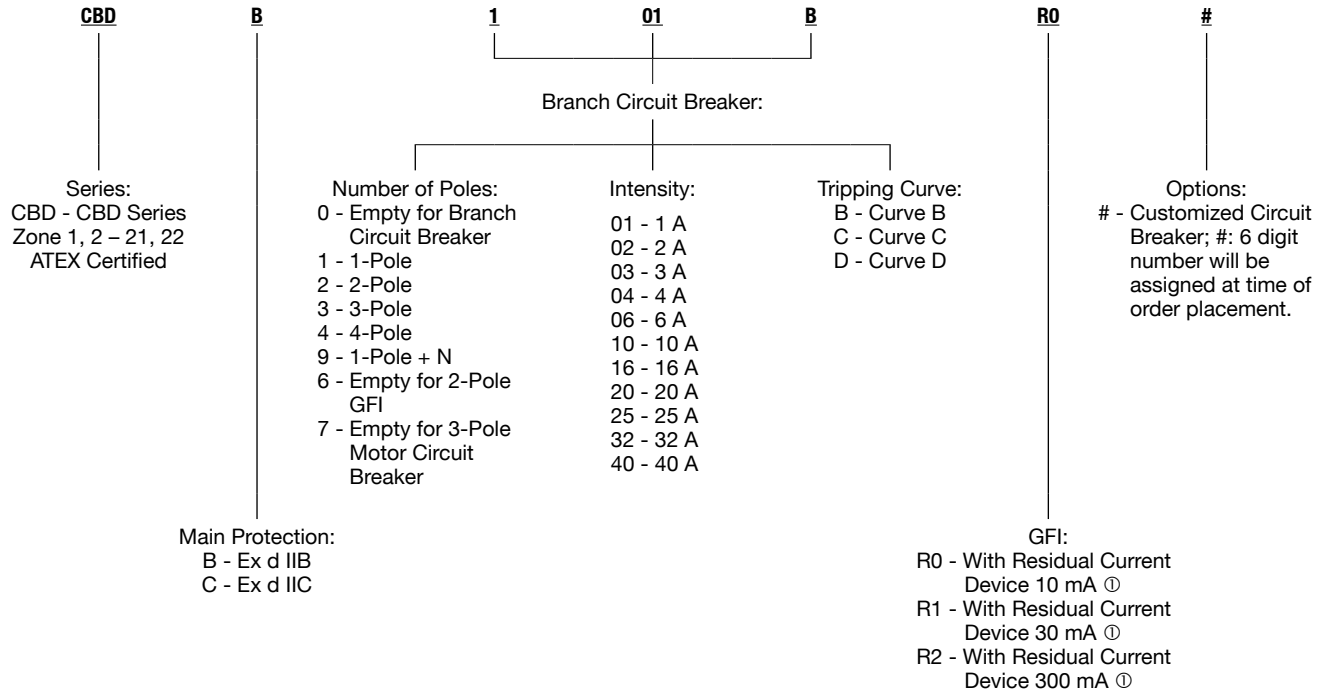 CBD B 1 01 B R0 #
Branch Circuit Breaker:
Series:
CBD - CBD Series
Zone 1, 2 – 21, 22
ATEX Certified
Number of Poles:
0 - Empty for Branch
Circuit Breaker
1 - 1-Pole
2 - 2-Pole
3 - 3-Pole
4 - 4-Pole
9 - 1-Pole + N
6 - Empty for 2-Pole
GFI
7 - Empty for 3-Pole
Motor Circuit
Breaker
Intensity:
01 - 1 A
02 - 2 A
03 - 3 A
04 - 4 A
06 - 6 A
10 - 10 A
16 - 16 A
20 - 20 A
25 - 25 A
32 - 32 A
40 - 40 A
Tripping Curve:
B - Curve B
C - Curve C
D - Curve D
Options:
# - Customized Circuit
Breaker; #: 6 digit
number will be
assigned at time of
order placement.
Main Protection:
B - Ex d IIB
C - Ex d IIC
GFI:
R0 - With Residual Current
Device 10 mA ①
R1 - With Residual Current
Device 30 mA ①
R2 - With Residual Current
Device 300 mA ①